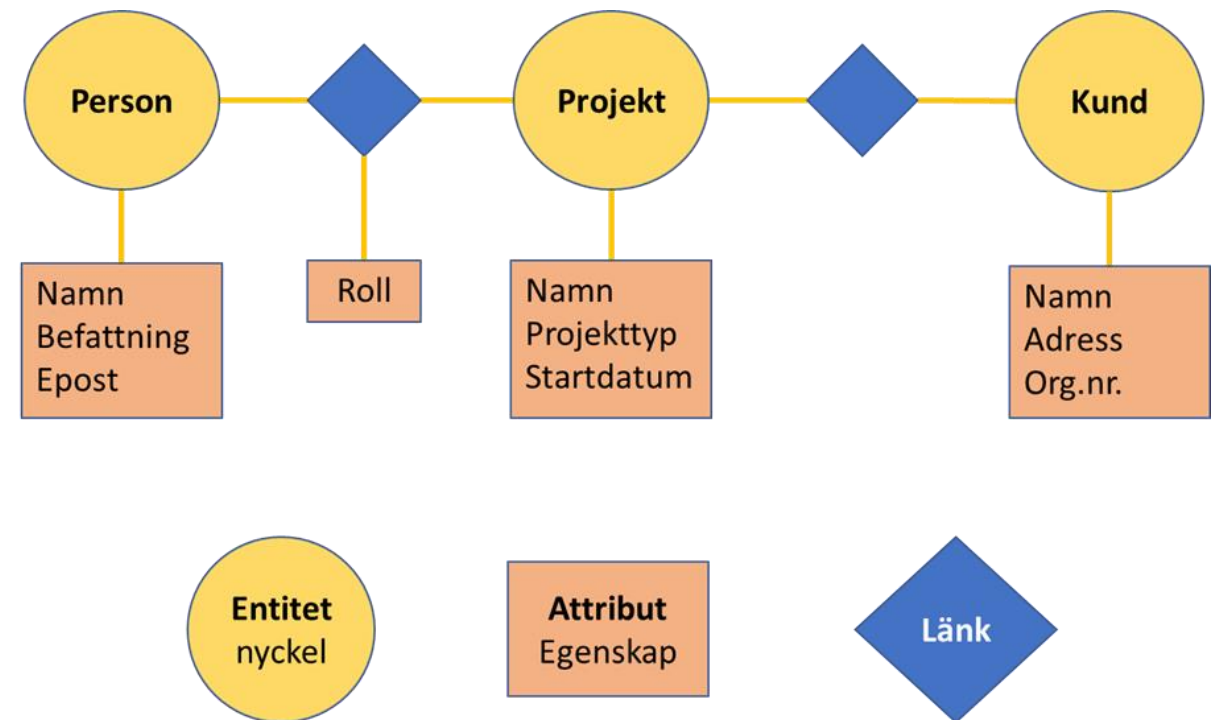 Person
Projekt
Kund
Namn
Befattning
Epost
Roll
Namn
Projekttyp
Startdatum
Namn
Adress
Org.nr.
Entitet
nyckel
Attribut
Egenskap
Länk